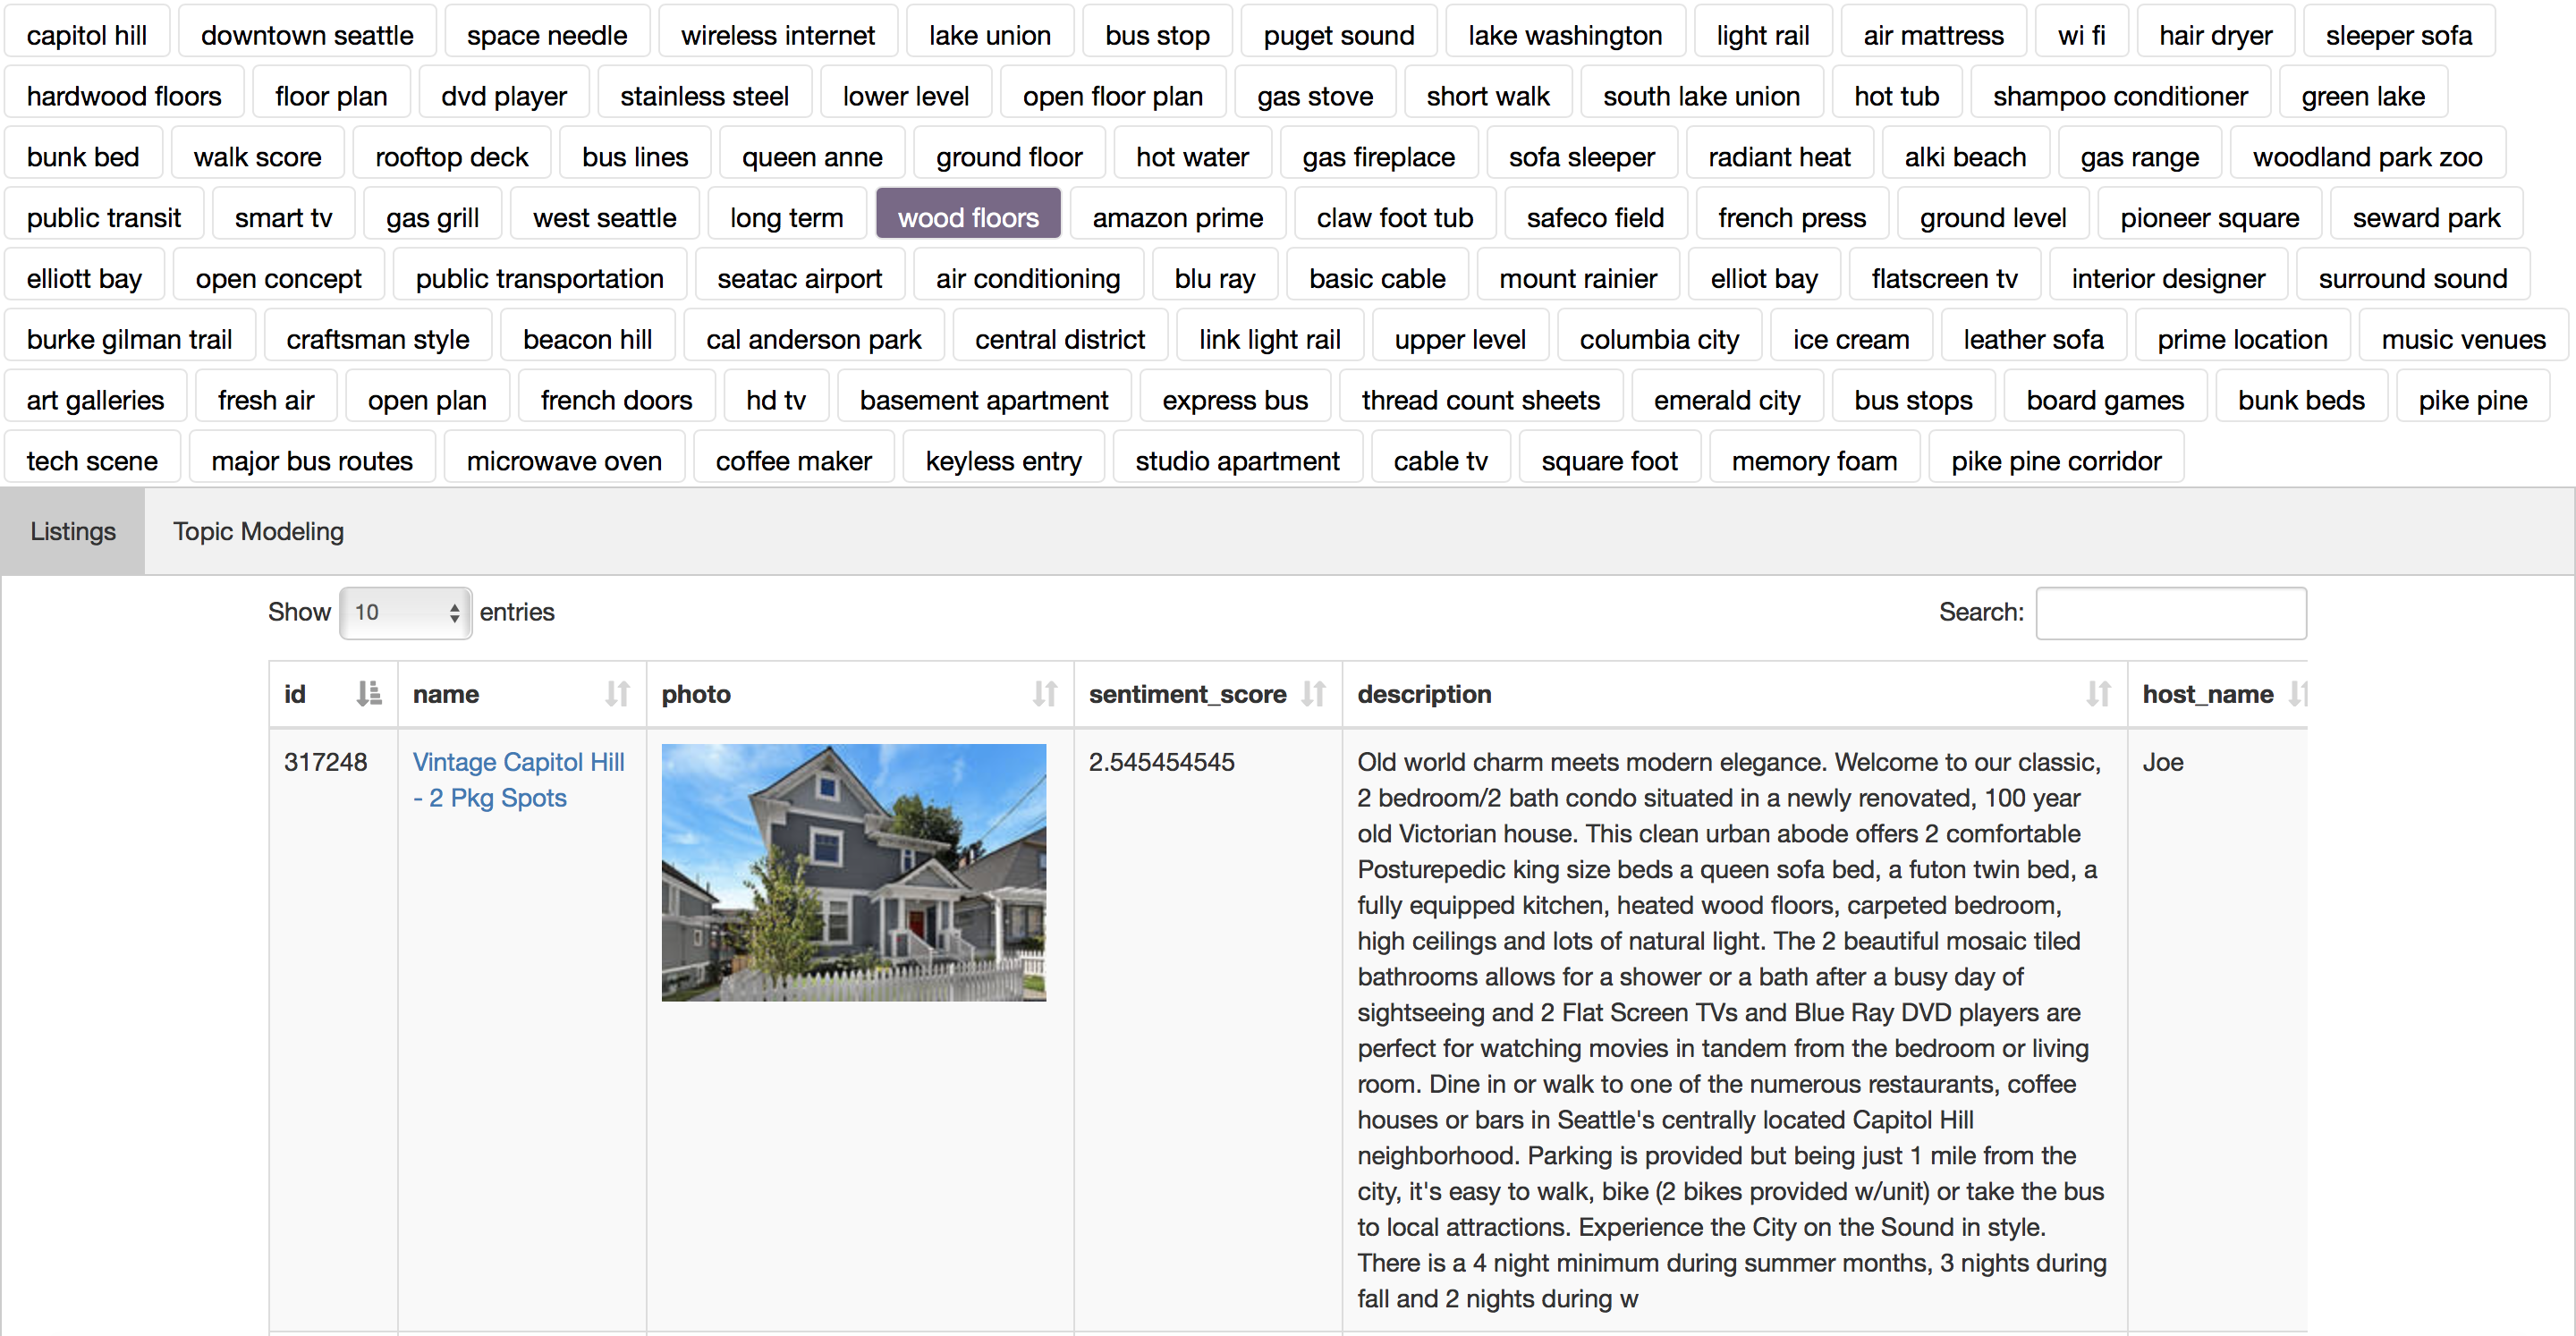 capitol hill downtown seattle space needle wireless internet lake union bus stop puget sound lake washington light rail air mattress wi fi hair dryer sleeper sofa
hardwood floors floor plan dvd player stainless steel lower level open floor plan gas stove short walk south lake union hot tub shampoo conditioner green lake
bunk bed walk score rooftop deck bus lines queen anne ground floor hot water gas fireplace sofa sleeper radiant heat alki beach gas range woodland park zoo
public transit smart tv gas grill west seattle long term wood floors amazon prime claw foot tub safeco field french press ground level pioneer square seward park
elliott bay open concept public transportation seatac airport air conditioning blu ray basic cable mount rainier elliot bay flatscreen tv interior designer surround sound
burke gilman trail craftsman style beacon hill cal anderson park central district link light rail upper level columbia city ice cream leather sofa prime location music venues
art galleries fresh air open plan french doors hd tv basement apartment express bus thread count sheets emerald city bus stops board games bunk beds pike pine
tech scene major bus routes microwave oven coffee maker keyless entry studio apartment cable tv square foot memory foam pike pine corridor
Listings Topic Modeling
Show 10 entries Search:
id name photo sentiment_score description host_name
317248 Vintage Capitol Hill 2.545454545 Old world charm meets modern elegance. Welcome to our classic, Joe
- 2 Pkg Spots 2 bedroom/2 bath condo situated in a newly renovated, 100 year
old Victorian house. This clean urban abode offers 2 comfortable
Posturepedic king size beds a queen sofa bed, a futon twin bed, a
fully equipped kitchen, heated wood floors, carpeted bedroom,
high ceilings and lots of natural light. The 2 beautiful mosaic tiled
bathrooms allows for a shower or a bath after a busy day of
sightseeing and 2 Flat Screen TVs and Blue Ray DVD players are
perfect for watching movies in tandem from the bedroom or living
room. Dine in or walk to one of the numerous restaurants, coffee
houses or bars in Seattle's centrally located Capitol Hill
neighborhood. Parking is provided but being just 1 mile from the
city, it's easy to walk, bike (2 bikes provided w/unit) or take the bus
to local attractions. Experience the City on the Sound in style.
There is a 4 night minimum during summer months, 3 nights during
fall and 2 nights during w